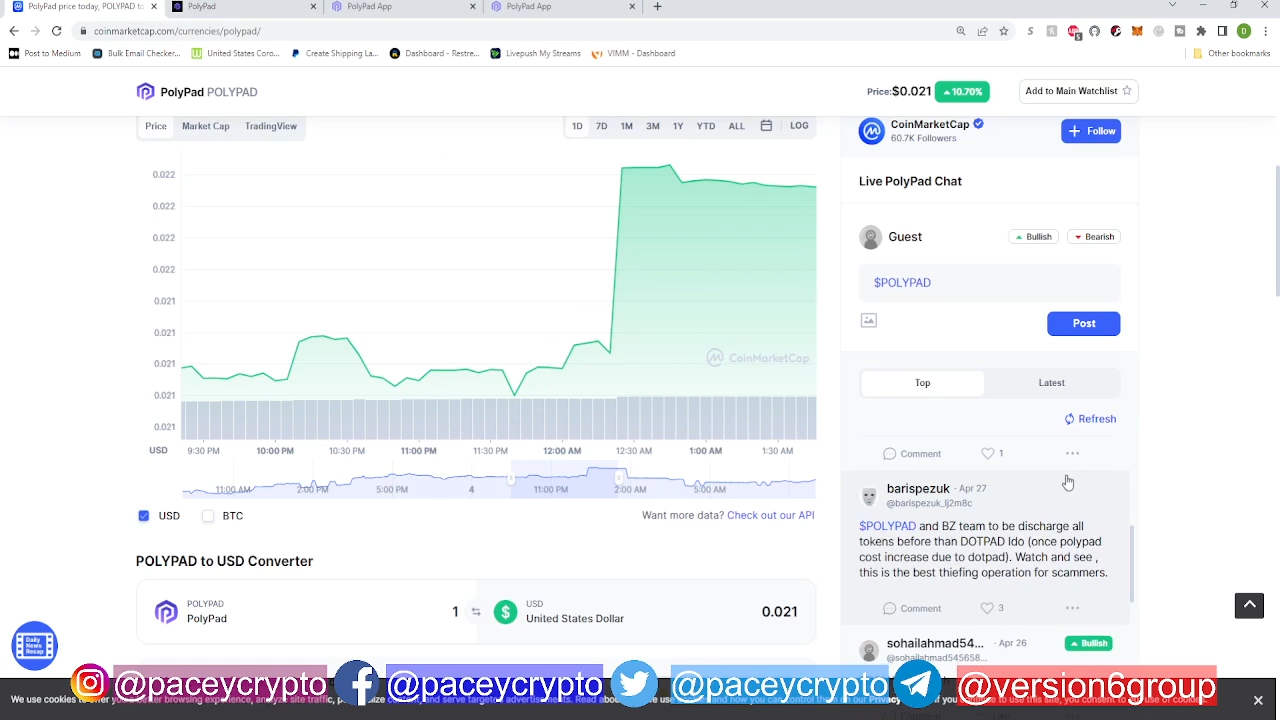 PolyPad price today, POLYPAD to
PolyPad
PolyPad App
PolyPad App
coinmarketcap.com/currencies/polypad/
Post to Medium
Bulk Email Checker...
United States Coro...
Create Shipping La...
Dashboard - Restre...
Livepush My Streams
VIMM - Dashboard
Other bookmarks
PolyPad POLYPAD
Price:$0.021
10.70%
Add to Main Watchlist
Price
Market Cap
TradingView
1D
7D
1M
3M
1Y
YTD
ALL
LOG
CoinMarketCap
60.7K Followers
+ Follow
Live PolyPad Chat
Guest
Bullish
Bearish
$POLYPAD
Post
Top
Latest
Refresh
Comment
1
barispezuk · Apr 27
@barispezuk_lj2m8c
$POLYPAD and BZ team to be discharge all
tokens before than DOTPAD Ido (once polypad
cost increase due to dotpad). Watch and see ,
this is the best thiefing operation for scammers.
Comment
3
sohailahmad54... · Apr 26
Bullish
@sohailahmad545658...
0.022
0.022
0.022
0.022
0.021
0.021
0.021
0.021
0.021
CoinMarketCap
USD
9:30 PM
10:00 PM
10:30 PM
11:00 PM
11:30 PM
12:00 AM
12:30 AM
1:00 AM
1:30 AM
11:00 AM
2:00 PM
5:00 PM
4
11:00 PM
2:00 AM
5:00 AM
USD
BTC
Want more data? Check out our API
POLYPAD to USD Converter
POLYPAD
PolyPad
1
USD
United States Dollar
0.021
Daily
News
Recap
@paceycrypto
@paceycrypto
@paceycrypto
@version6group